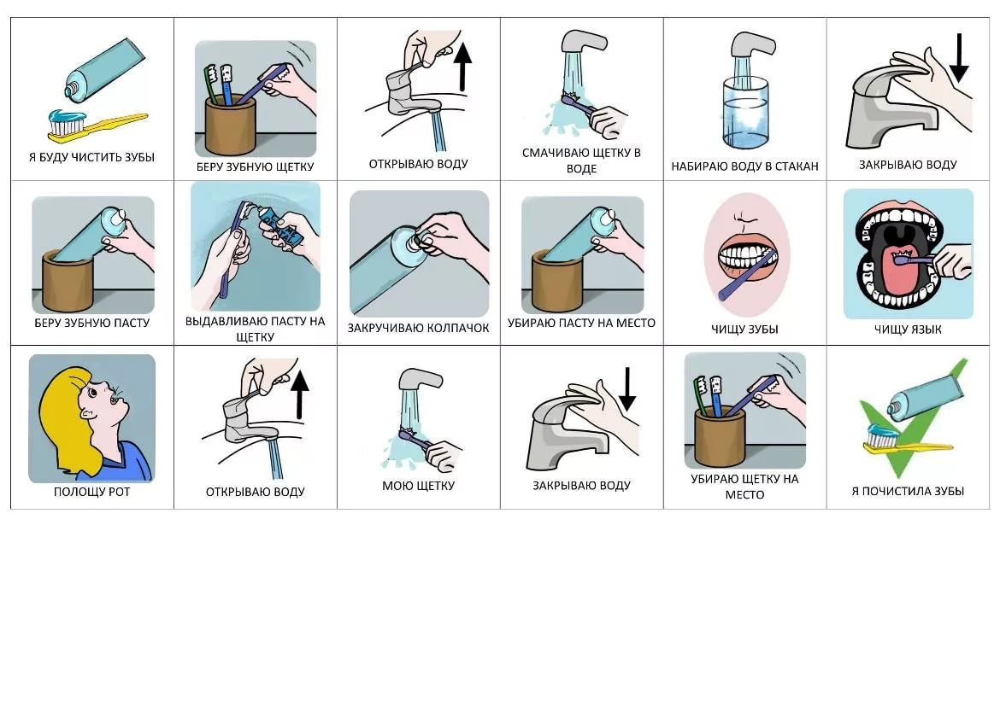 Я БУДУ ЧИСТИТЬ ЗУБЫ
БЕРУ ЗУБНУЮ ЩЕТКУ
ОТКРЫВАЮ ВОДУ
СМАЧИВАЮ ЩЕТКУ В
ВОДЕ
НАБИРАЮ ВОДУ В СТАКАН
ЗАКРЫВАЮ ВОДУ
БЕРУ ЗУБНУЮ ПАСТУ
ВЫДАВЛИВАЮ ПАСТУ НА
ЩЕТКУ
ЗАКРУЧИВАЮ КОЛПАЧОК
УБИРАЮ ПАСТУ НА МЕСТО
ЧИЩУ ЗУБЫ
ЧИЩУ ЯЗЫК
ПОЛОЩУ РОТ
ОТКРЫВАЮ ВОДУ
МОЮ ЩЕТКУ
ЗАКРЫВАЮ ВОДУ
УБИРАЮ ЩЕТКУ НА
МЕСТО
Я ПОЧИСТИЛА ЗУБЫ